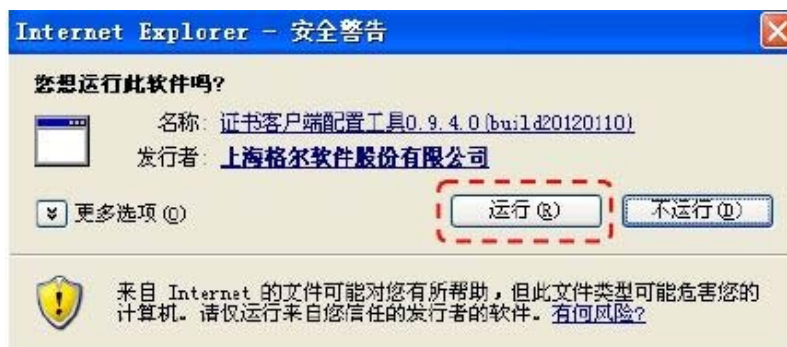 Internet Explorer - 安全警告
您想运行此软件吗?
名称: 证书客户端配置工具0.9.4.0(build20120110)
发行者: 上海格尔软件股份有限公司
更多选项(O)
运行(R)
不运行(D)
来自 Internet 的文件可能对您有所帮助，但此文件类型可能危害您的
计算机。请仅运行来自您信任的发行者的软件。有何风险?